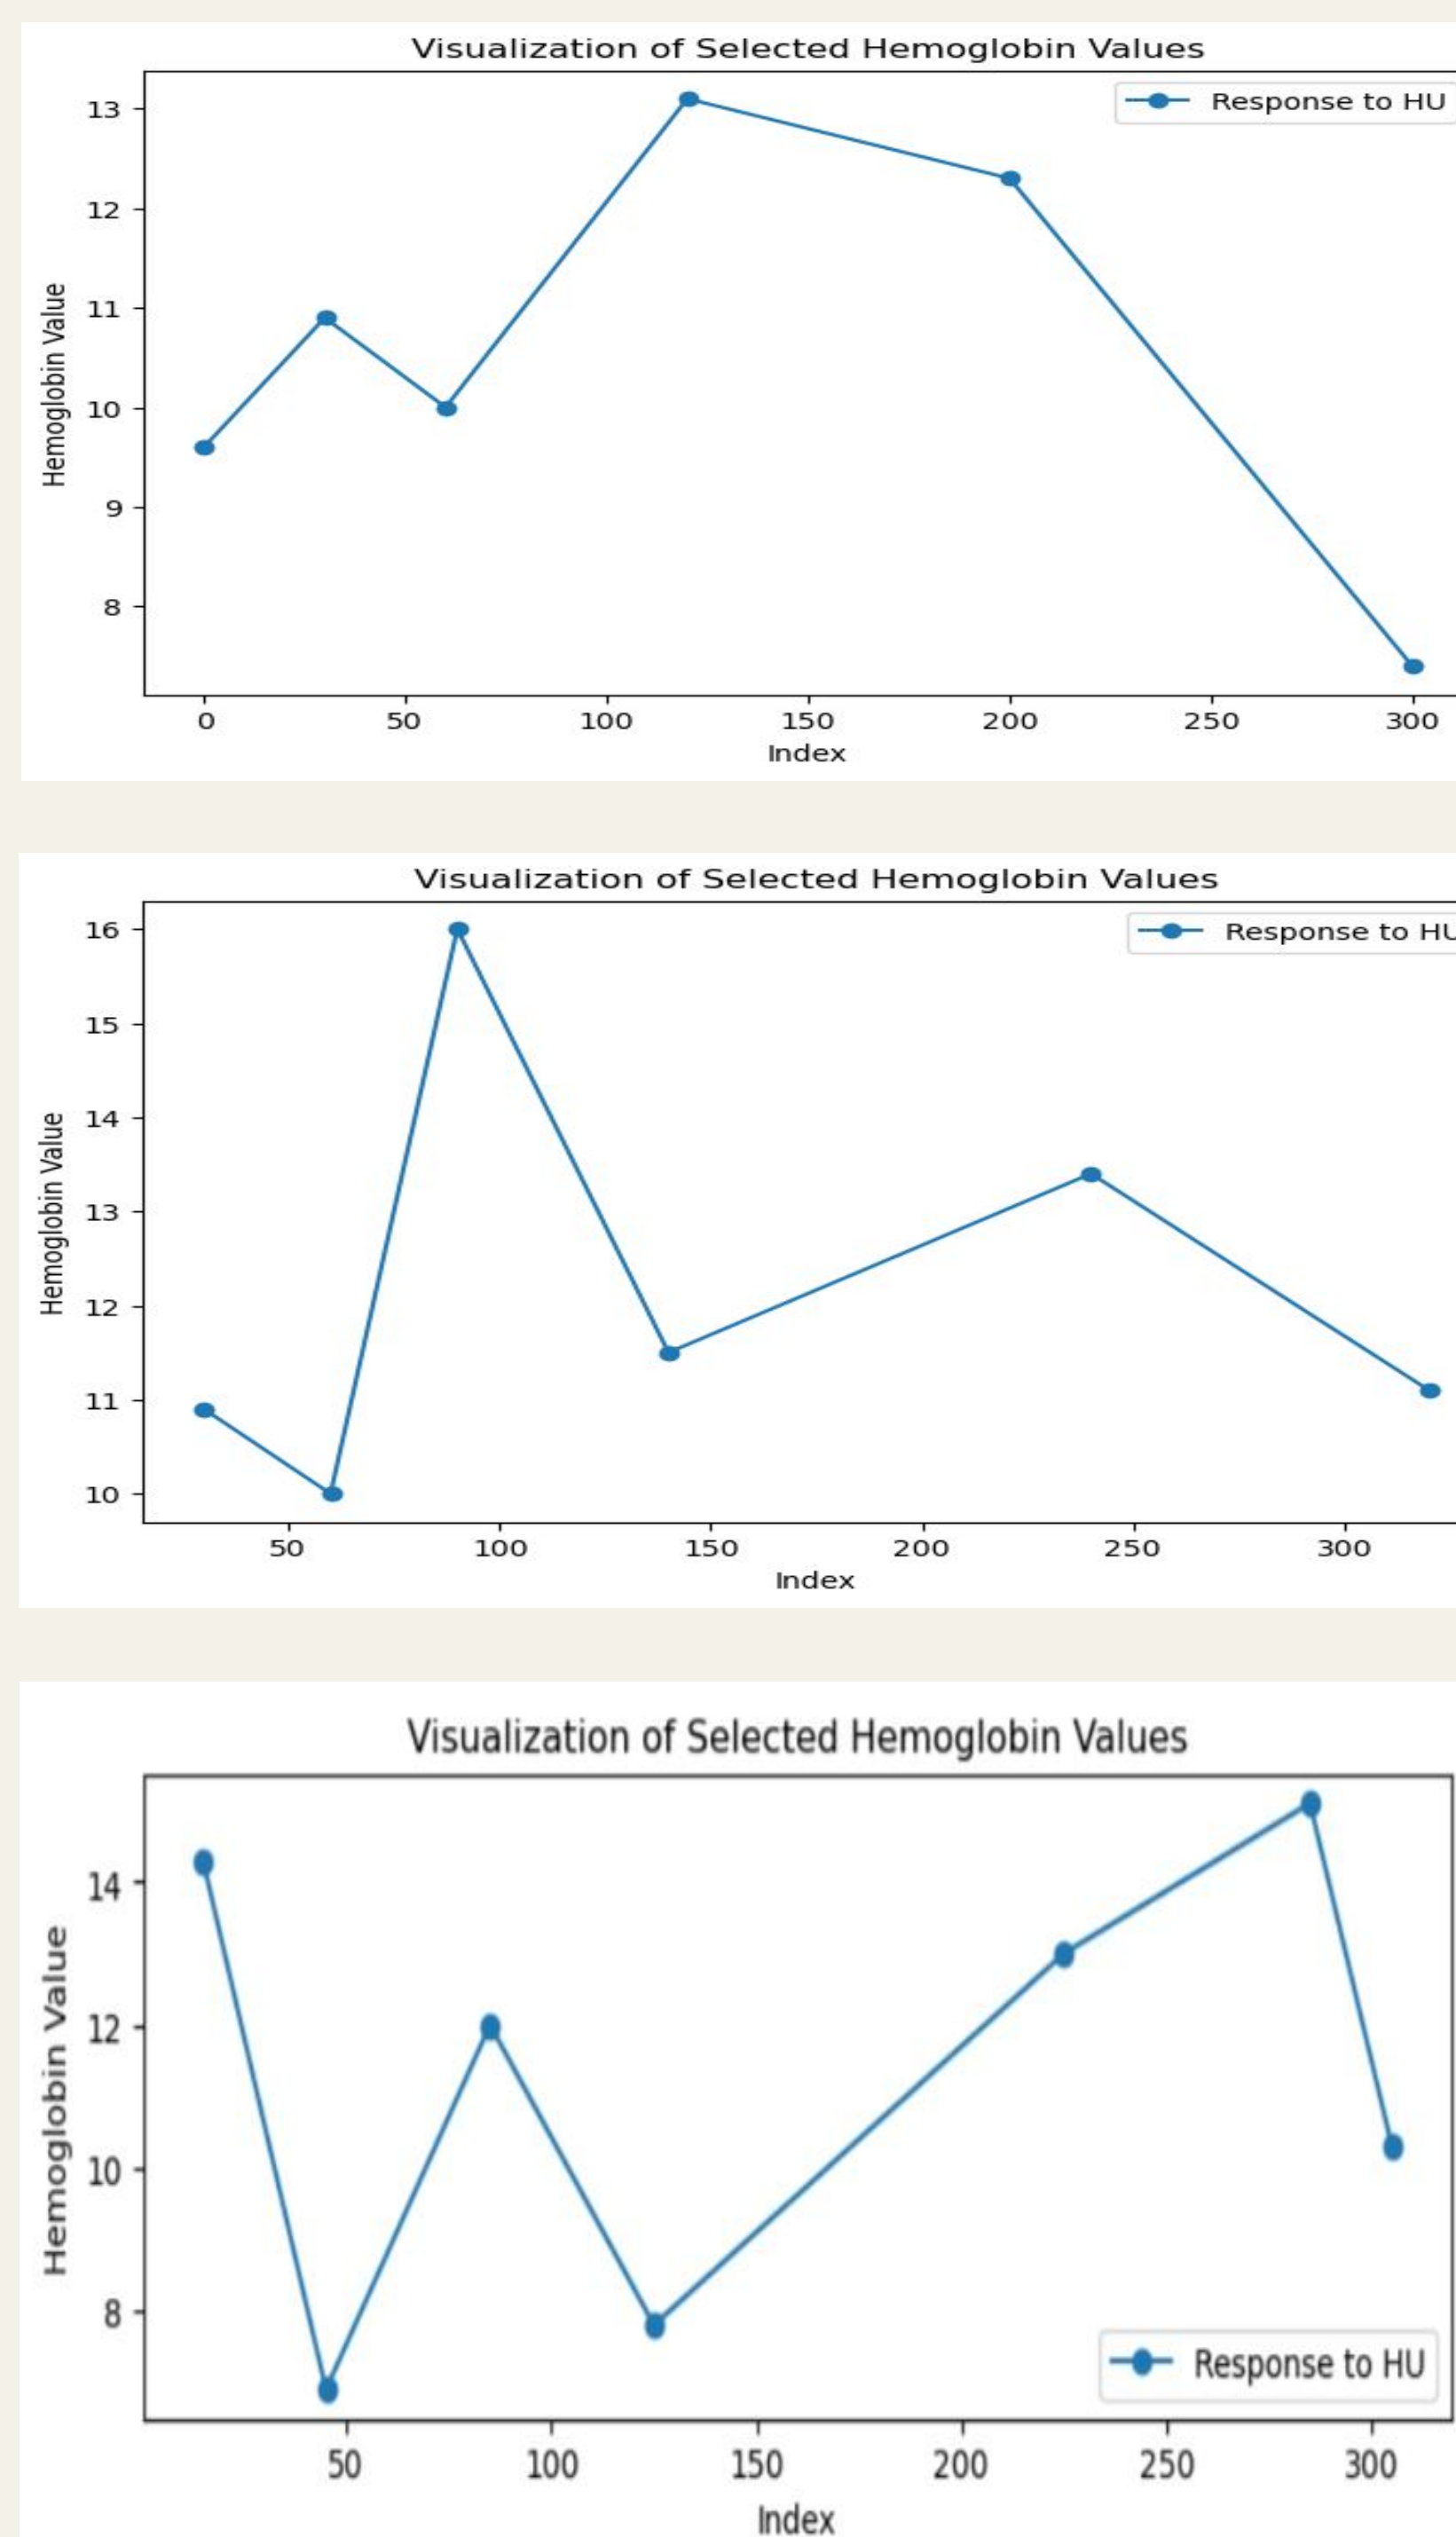 Visualization of Selected Hemoglobin Values
Response to HU
13
12
11
10
9
8
Hemoglobin Value
0 50 100 150 200 250 300
Index
Visualization of Selected Hemoglobin Values
Response to HU
16
15
14
13
12
11
10
Hemoglobin Value
50 100 150 200 250 300
Index
Visualization of Selected Hemoglobin Values
14
12
10
8
Hemoglobin Value
Response to HU
50 100 150 200 250 300
Index